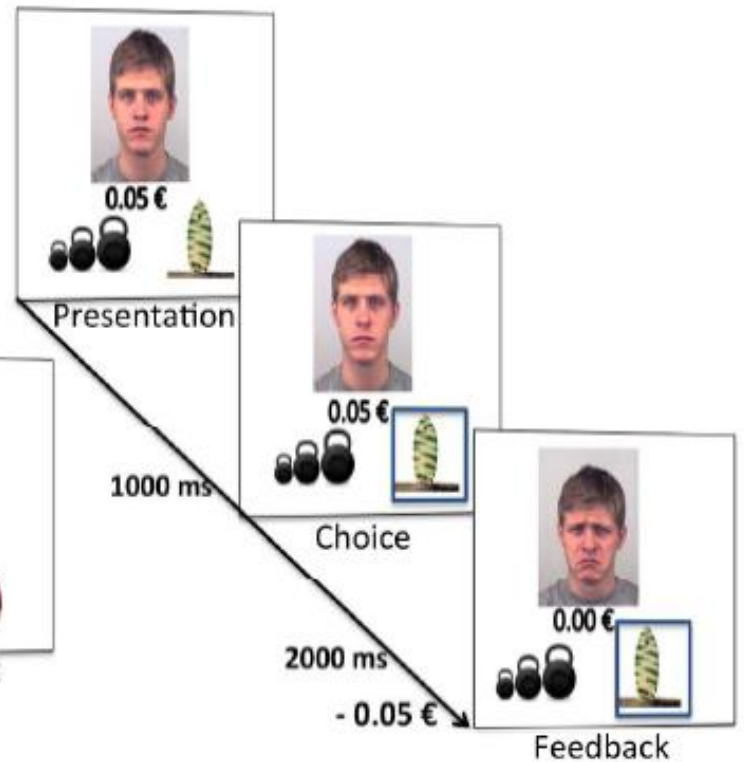 0.05 €
Presentation
0.05 €
1000 ms
Choice
0.00 €
2000 ms
- 0.05 €
Feedback